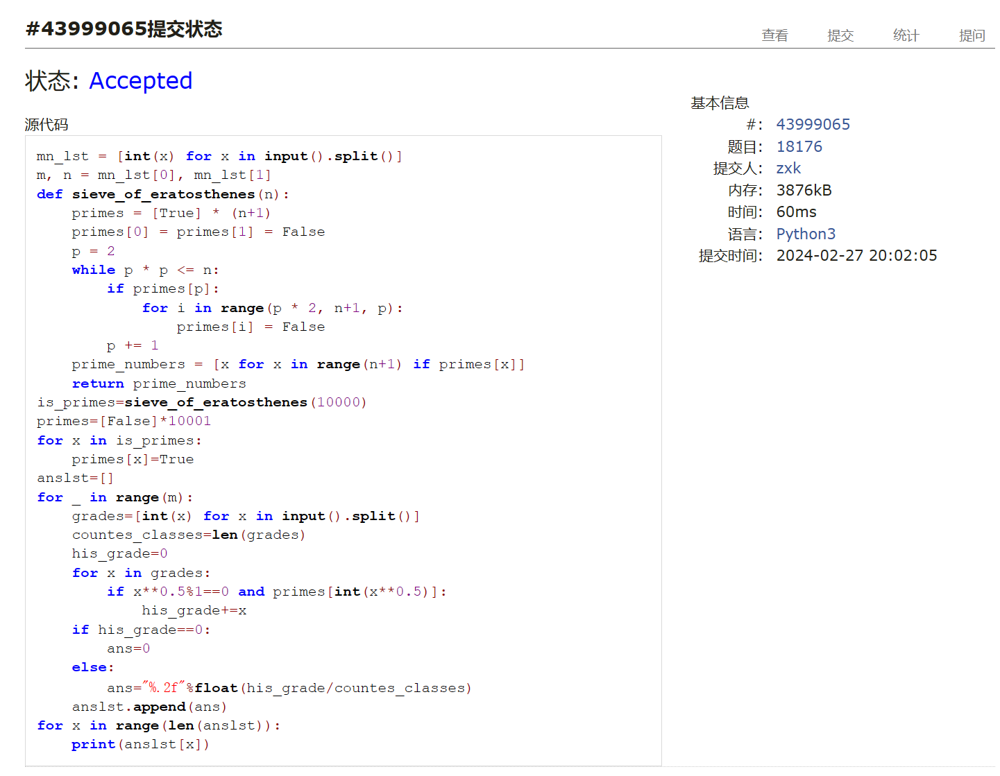 #43999065提交状态
查看 提交 统计 提问
状态: Accepted
源代码
mn_lst = [int(x) for x in input().split()]
m, n = mn_lst[0], mn_lst[1]
def sieve_of_eratosthenes(n):
    primes = [True] * (n+1)
    primes[0] = primes[1] = False
    p = 2
    while p * p <= n:
        if primes[p]:
            for i in range(p * 2, n+1, p):
                primes[i] = False
        p += 1
    prime_numbers = [x for x in range(n+1) if primes[x]]
    return prime_numbers
is_primes=sieve_of_eratosthenes(10000)
primes=[False]*10001
for x in is_primes:
    primes[x]=True
anslst=[]
for _ in range(m):
    grades=[int(x) for x in input().split()]
    countes_classes=len(grades)
    his_grade=0
    for x in grades:
        if x**0.5%1==0 and primes[int(x**0.5)]:
            his_grade+=x
    if his_grade==0:
        ans=0
    else:
        ans="%.2f"%float(his_grade/countes_classes)
    anslst.append(ans)
for x in range(len(anslst)):
    print(anslst[x])
基本信息
#: 43999065
题目: 18176
提交人: zxk
内存: 3876kB
时间: 60ms
语言: Python3
提交时间: 2024-02-27 20:02:05